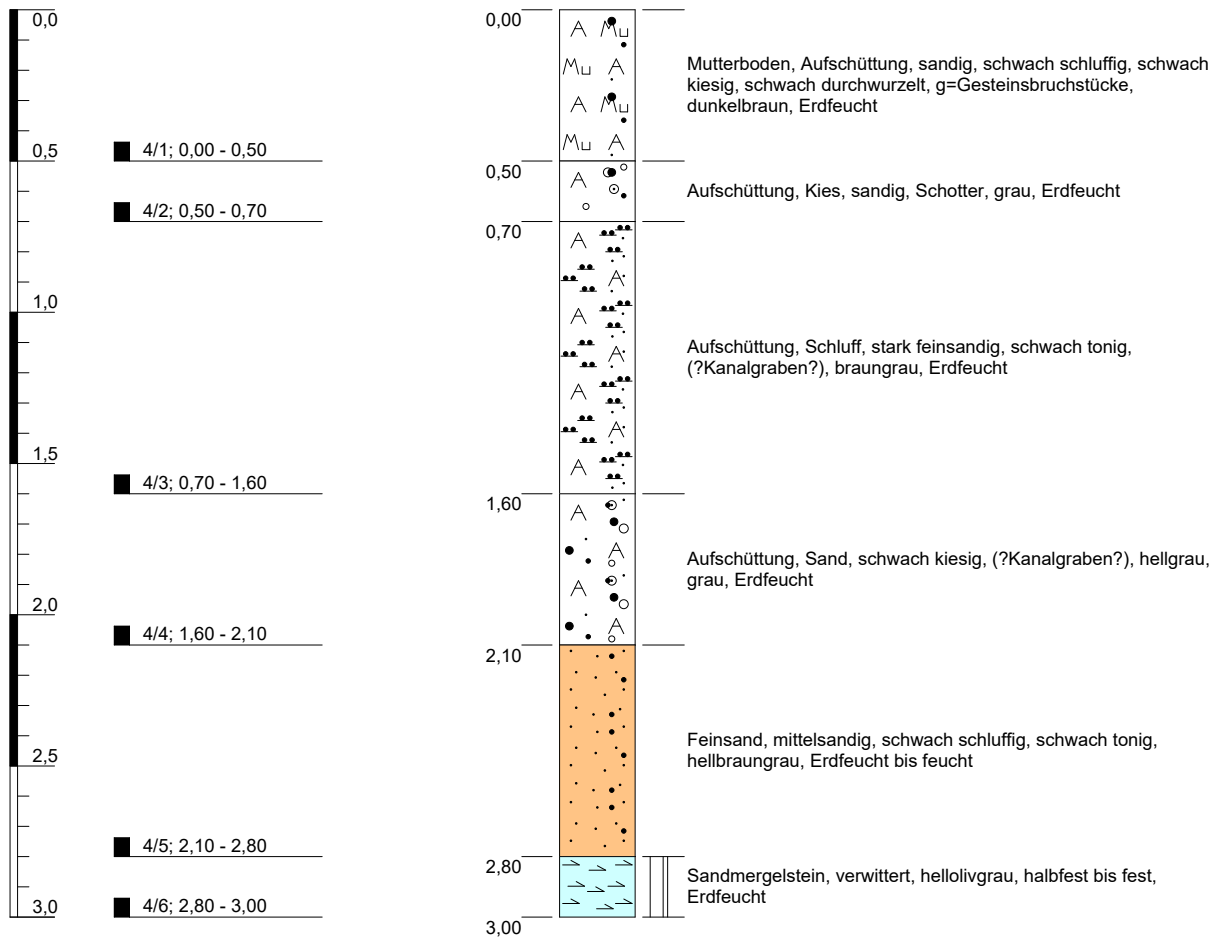 0,0
0,5
1,0
1,5
2,0
2,5
3,0
4/1; 0,00 - 0,50
4/2; 0,50 - 0,70
4/3; 0,70 - 1,60
4/4; 1,60 - 2,10
4/5; 2,10 - 2,80
4/6; 2,80 - 3,00
0,00
0,50
0,70
1,60
2,10
2,80
3,00
A Mu
Mu A
A Mu
Mu A
A
A
A
A
A
A
A
A
A
A
A
A
Mutterboden, Aufschüttung, sandig, schwach schluffig, schwach
kiesig, schwach durchwurzelt, g=Gesteinsbruchstücke,
dunkelbraun, Erdfeucht
Aufschüttung, Kies, sandig, Schotter, grau, Erdfeucht
Aufschüttung, Schluff, stark feinsandig, schwach tonig,
(?Kanalgraben?), braungrau, Erdfeucht
Aufschüttung, Sand, schwach kiesig, (?Kanalgraben?), hellgrau,
grau, Erdfeucht
Feinsand, mittelsandig, schwach schluffig, schwach tonig,
hellbraungrau, Erdfeucht bis feucht
Sandmergelstein, verwittert, hellolivgrau, halbfest bis fest,
Erdfeucht